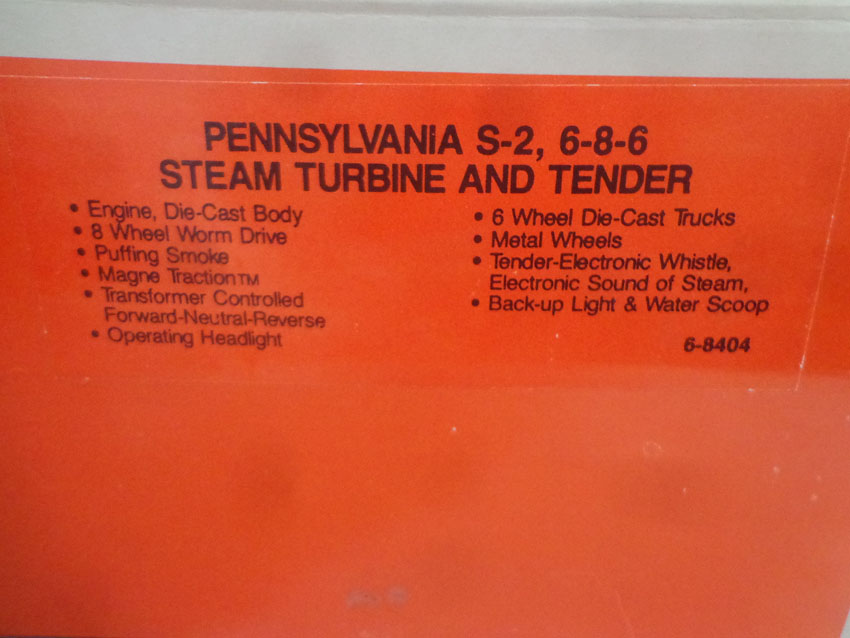 PENNSYLVANIA S-2, 6-8-6
STEAM TURBINE AND TENDER
• Engine, Die-Cast Body
• 8 Wheel Worm Drive
• Puffing Smoke
• Magne Traction™
• Transformer Controlled
Forward-Neutral-Reverse
• Operating Headlight
• 6 Wheel Die-Cast Trucks
• Metal Wheels
• Tender-Electronic Whistle,
Electronic Sound of Steam,
• Back-up Light & Water Scoop
6-8404